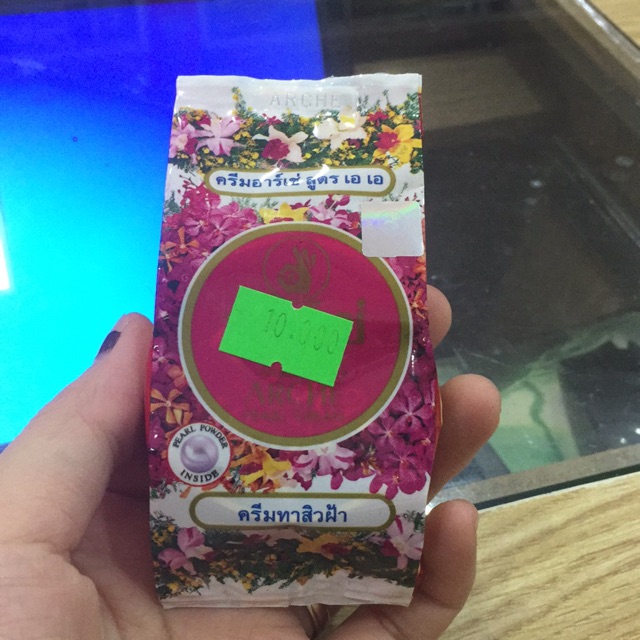 ARCHE
ครีมอาร์เช่ สูตร เอ เอ
10.000
ARCHE
PEARL POWDER
INSIDE
ครีมทาสิวฝ้า